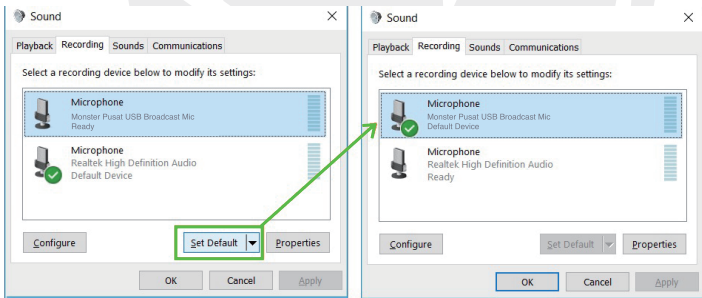 Sound
Playback Recording Sounds Communications
Select a recording device below to modify its settings:
Microphone
Monster Pusat USB Broadcast Mic
Ready
Microphone
Realtek High Definition Audio
Default Device
Configure Set Default Properties
OK Cancel Apply
Sound
Playback Recording Sounds Communications
Select a recording device below to modify its settings:
Microphone
Monster Pusat USB Broadcast Mic
Default Device
Microphone
Realtek High Definition Audio
Ready
Configure Set Default Properties
OK Cancel Apply